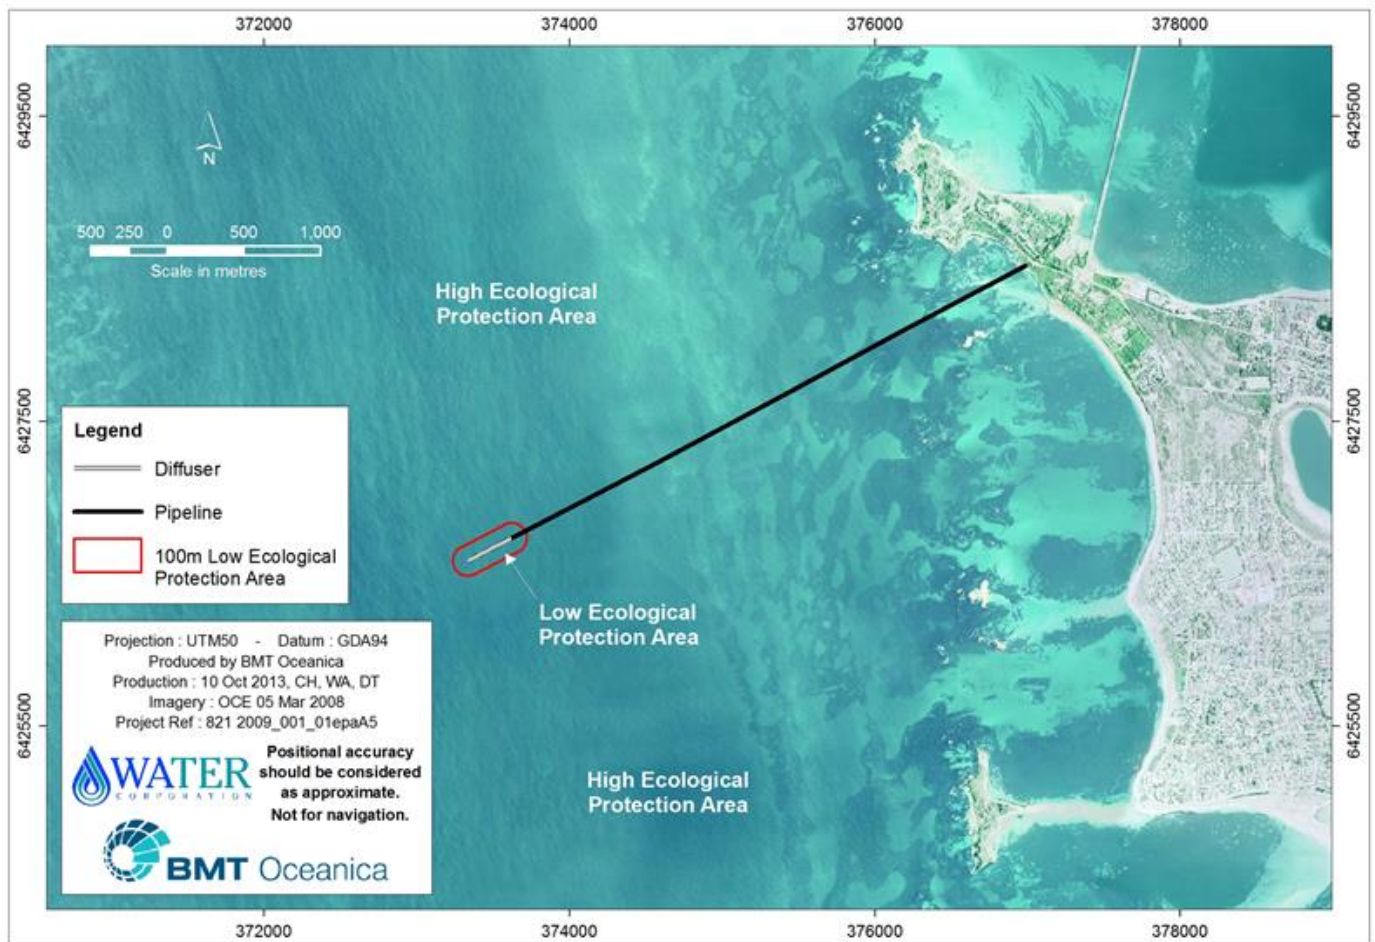 372000 374000 376000 378000
6429500 6429500
N
500 250 0 500 1,000
Scale in metres
High Ecological
Protection Area
6427500 6427500
Legend
Diffuser
Pipeline
100m Low Ecological
Protection Area
Low Ecological
Protection Area
Projection : UTM50 - Datum : GDA94
Produced by BMT Oceanica
Production : 10 Oct 2013, CH, WA, DT
Imagery : OCE 05 Mar 2008
Project Ref : 821 2009_001_01epaA5
6425500 6425500
WATER
CORPORATION
Positional accuracy
should be considered
as approximate.
Not for navigation.
High Ecological
Protection Area
BMT Oceanica
372000 374000 376000 378000